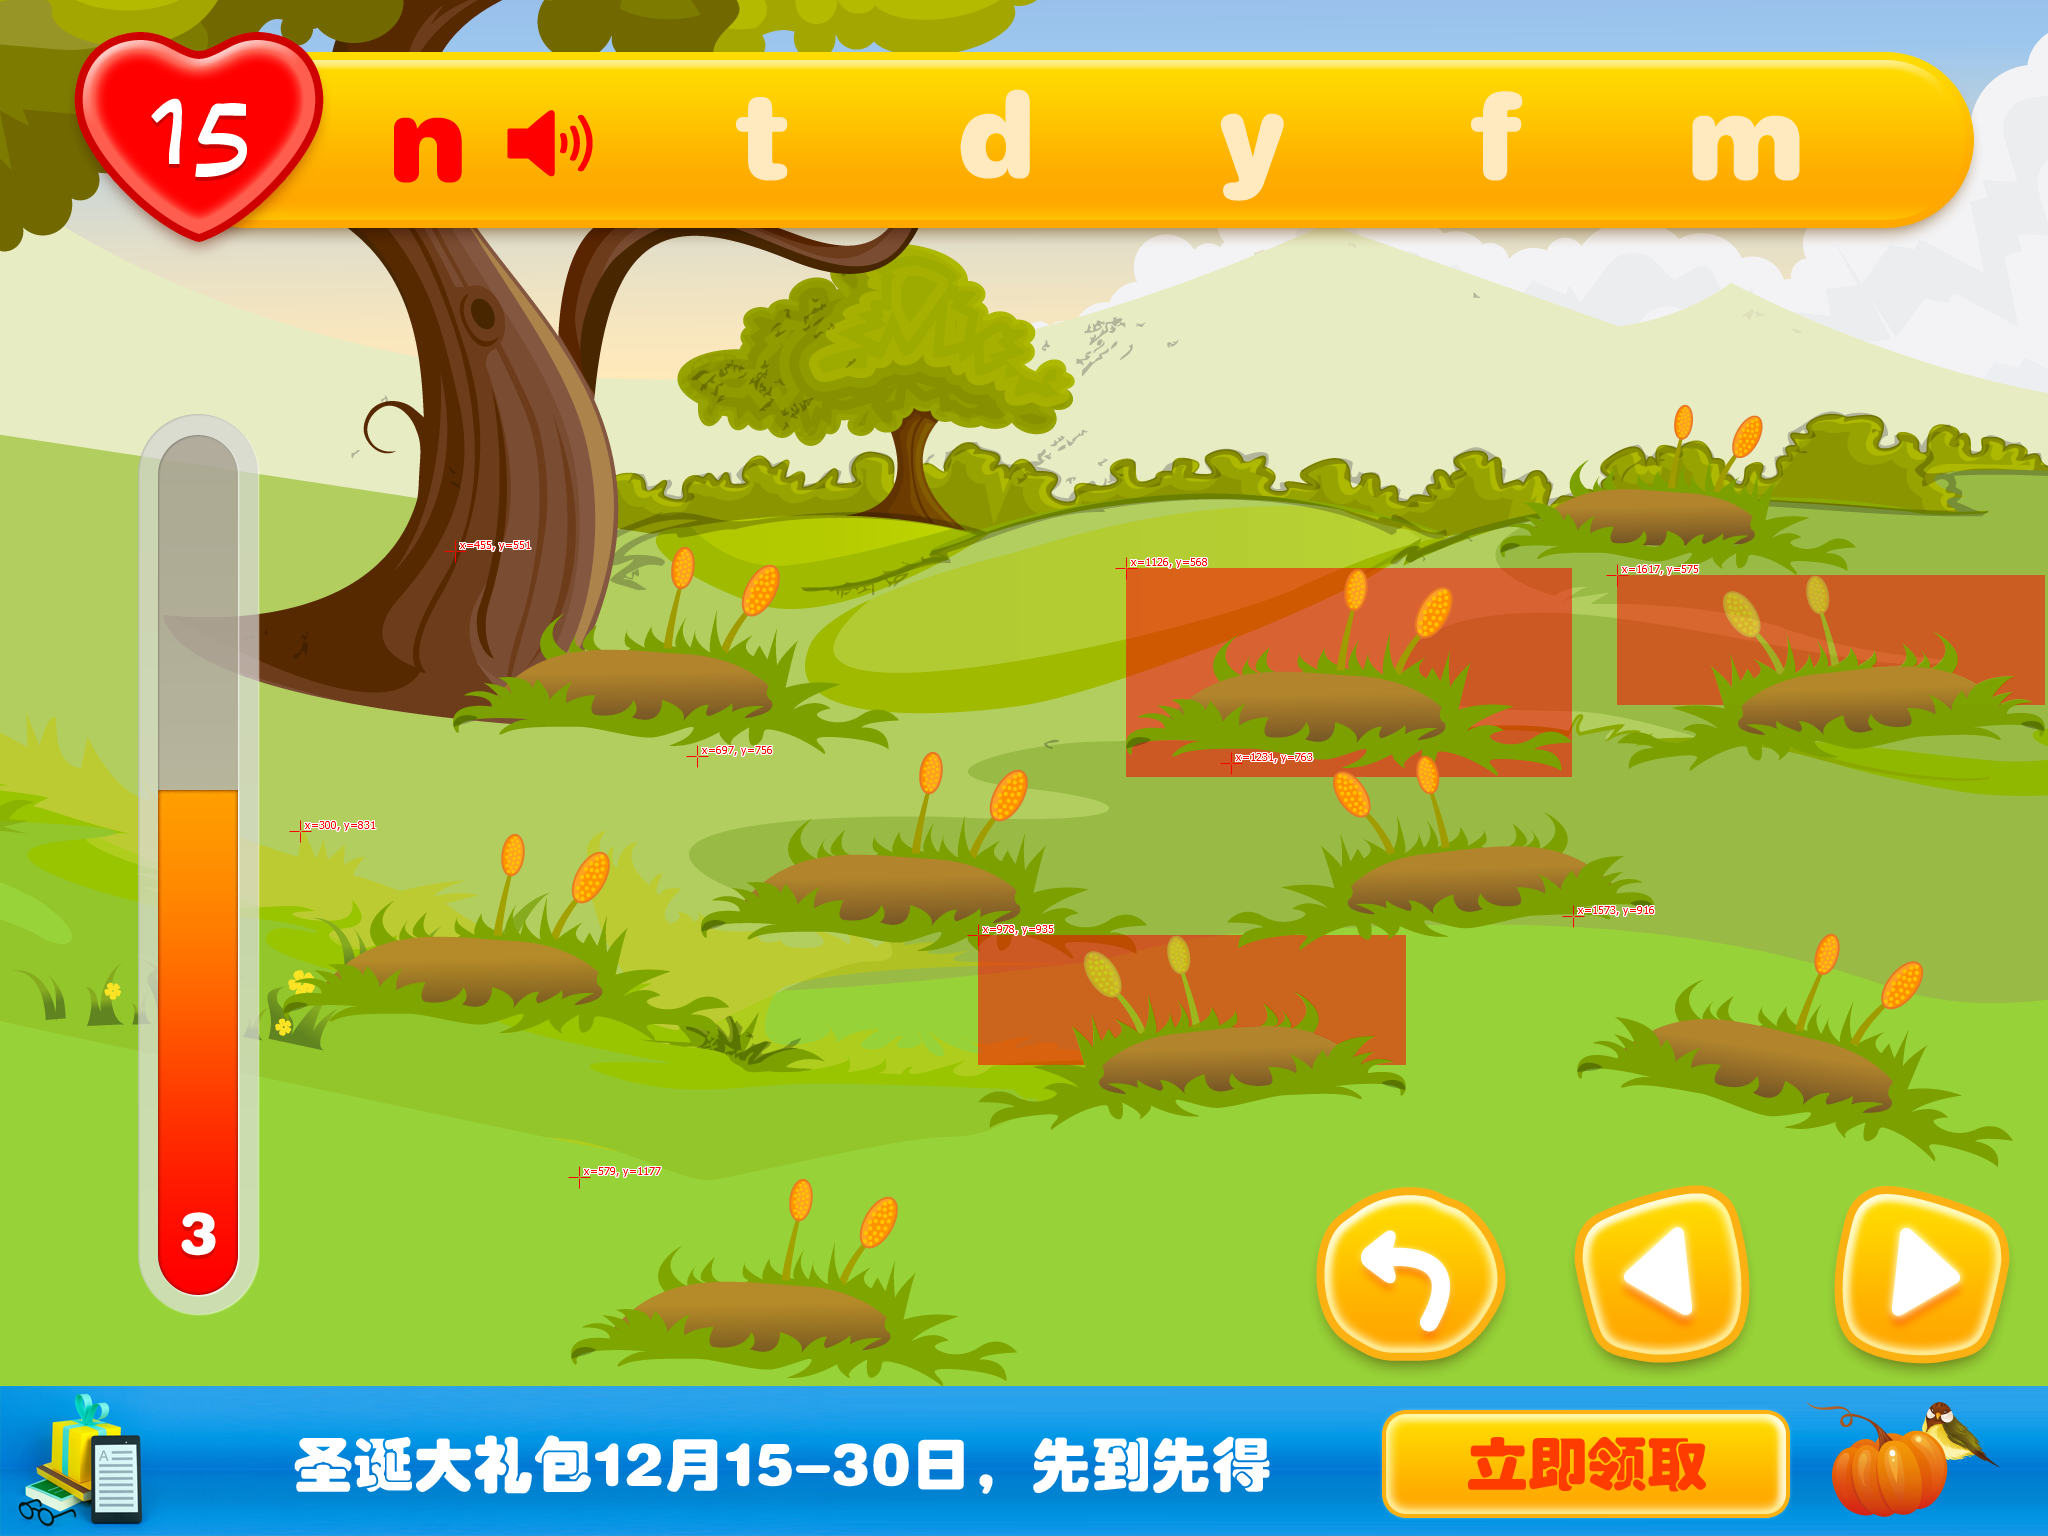 15 n t d y f m
x=455, y=551
x=1126, y=568
x=1617, y=575
x=697, y=756
x=1231, y=763
x=300, y=831
x=1573, y=916
x=978, y=935
x=579, y=1177
3
圣诞大礼包12月15-30日，先到先得
立即领取